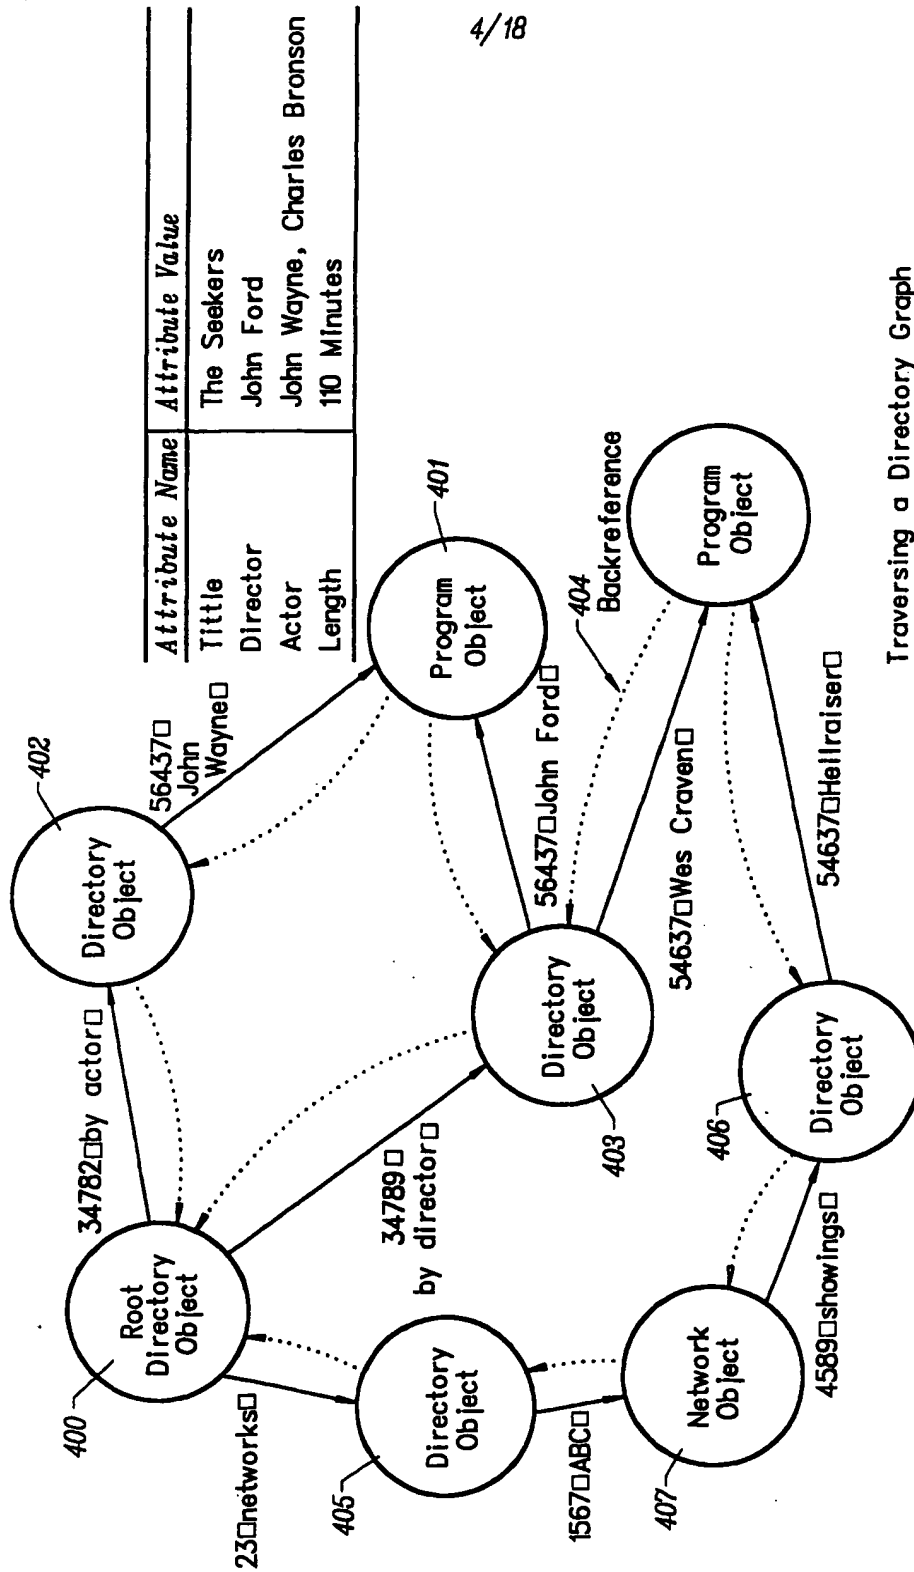 4/18
Attribute Name Attribute Value
Tittle The Seekers
Director John Ford
Actor John Wayne, Charles Bronson
Length 110 Minutes
402
Directory
Object
34782□by actor□
56437□
John
Wayne□
400
Root
Directory
Object
401
Program
Object
34789□
by director□
56437□John Ford□
404
Backreference
23□networks□
403
Directory
Object
54637□Wes Craven□
Program
Object
405
Directory
Object
1567□ABC□
406
Directory
Object
54637□Hellraiser□
407
Network
Object
4589□showings□
Traversing a Directory Graph